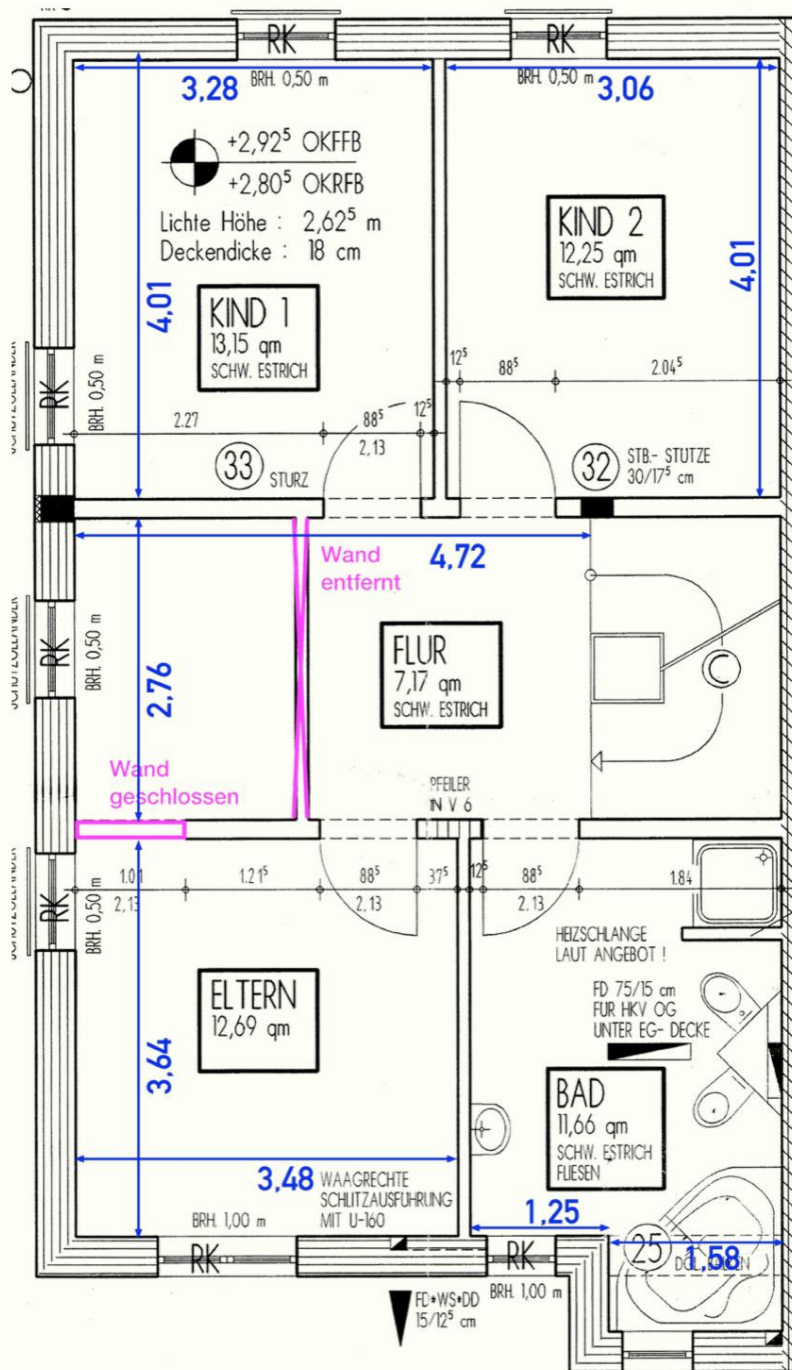 RK
RK
BRH. 0,50 m
BRH. 0,50 m
3,28
3,06
+2,92⁵ OKFFB
+2,80⁵ OKRFB
Lichte Höhe : 2,62⁵ m
Deckendicke : 18 cm
KIND 2
12,25 qm
SCHW. ESTRICH
4,01
4,01
KIND 1
13,15 qm
SCHW. ESTRICH
RK
BRH. 0,50 m
12⁵
88⁵
2.04⁵
2.27
88⁵
12⁵
2,13
33
STURZ
32
STB.- STÜTZE
30/17⁵ cm
Wand
entfernt
4,72
RK
BRH. 0,50 m
2,76
FLUR
7,17 qm
SCHW. ESTRICH
Wand
geschlossen
PFEILER
IN V 6
RK
BRH. 0,50 m
1.01
1.21⁵
88⁵
37⁵
12⁵
88⁵
1.84
2,13
2,13
2,13
HEIZSCHLANGE
LAUT ANGEBOT !
ELTERN
12,69 qm
FD 75/15 cm
FÜR HKV OG
UNTER EG- DECKE
3,64
BAD
11,66 qm
SCHW. ESTRICH
FLIESEN
3,48
WAAGRECHTE
SCHLITZAUSFÜHRUNG
MIT U-160
1,25
BRH. 1,00 m
25
1,58
RK
RK
BRH. 1,00 m
FD+WS+DD
15/12⁵ cm